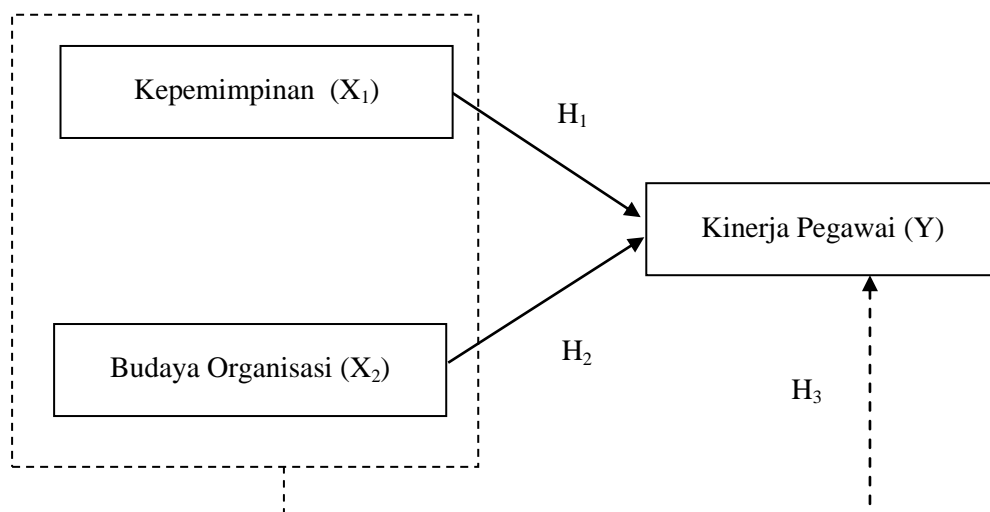 Kepemimpinan (X₁)
H₁
Kinerja Pegawai (Y)
Budaya Organisasi (X₂)
H₂
H₃